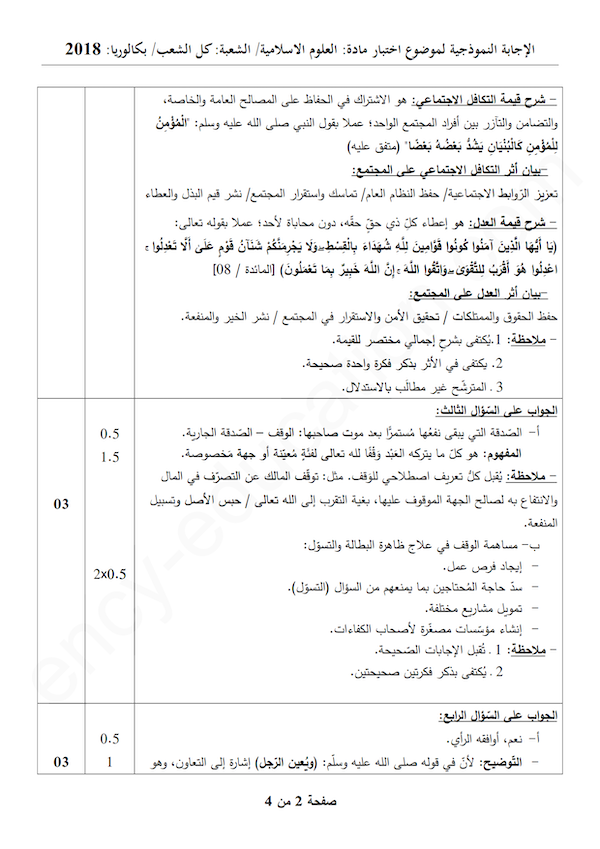 الإجابة النموذجية لموضوع اختبار مادة: العلوم الاسلامية/ الشعبة: كل الشعب/ بكالوريا: 2018
– شرح قيمة التكافل الاجتماعي: هو الاشتراك في الحفاظ على المصالح العامة والخاصة،
والتضامن والتآزر بين أفراد المجتمع الواحد؛ عملا بقول النبي صلى الله عليه وسلم: "الْمُؤْمِنُ
لِلْمُؤْمِنِ كَالْبُنْيَانِ يَشُدُّ بَعْضُهُ بَعْضًا" (متفق عليه)
–بيان أثر التكافل الاجتماعي على المجتمع:
تعزيز الرّوابط الاجتماعية/ حفظ النظام العام/ تماسك واستقرار المجتمع/ نشر قيم البذل والعطاء
– شرح قيمة العدل: هو إعطاء كلّ ذي حقّ حقّه، دون محاباة لأحد؛ عملا بقوله تعالى:
(يَا أَيُّهَا الَّذِينَ آمَنُوا كُونُوا قَوَّامِينَ لِلَّهِ شُهَدَاءَ بِالْقِسْطِ ۖ وَلَا يَجْرِمَنَّكُمْ شَنَآنُ قَوْمٍ عَلَىٰ أَلَّا تَعْدِلُوا ۚ
اعْدِلُوا هُوَ أَقْرَبُ لِلتَّقْوَىٰ ۖ وَاتَّقُوا اللَّهَ ۚ إِنَّ اللَّهَ خَبِيرٌ بِمَا تَعْمَلُونَ) [المائدة / 08]
–بيان أثر العدل على المجتمع:
حفظ الحقوق والممتلكات / تحقيق الأمن والاستقرار في المجتمع / نشر الخير والمنفعة.
– ملاحظة: 1.يُكتفى بشرحٍ إجمالي مختصر للقيمة.
2. يكتفى في الأثر بذكر فكرة واحدة صحيحة.
3. المترشّح غير مطالَب بالاستدلال.
الجواب على السّؤال الثالث:
أ– الصّدقة التي يبقى نفعُها مُستمرًّا بعد موت صاحبها: الوقف – الصّدقة الجارية. 0.5
المفهوم: هو كلّ ما يتركه العَبْد وَقْفًا لله تعالى لفئةٍ مُعيّنة أو جهة مَخصوصة. 1.5
– ملاحظة: يُقبل كلُّ تعريف اصطلاحي للوَقف. مثل: توقّف المالك عن التصرّف في المال
والانتفاع به لصالح الجهة الموقوف عليها، بغية التقرب إلى الله تعالى / حبس الأصل وتسبيل 03
المنفعة.
ب– مساهمة الوقف في علاج ظاهرة البطالة والتسوّل:
– إيجاد فرص عمل. 2x0.5
– سدّ حاجة المُحتاجين بما يمنعهم من السؤال (التسوّل).
– تمويل مشاريع مختلفة.
– إنشاء مؤسّسات مصغّرة لأصحاب الكفاءات.
– ملاحظة: 1. تُقبل الإجابات الصّحيحة.
2. يُكتفى بذكر فكرتين صحيحتين.
الجواب على السّؤال الرابع:
أ– نعم، أوافقه الرأي. 0.5
– التّوضيح: لأنّ في قوله صلى الله عليه وسلّم: (ويُعين الرّجل) إشارة إلى التعاون، وهو 1 03
صفحة 2 من 4